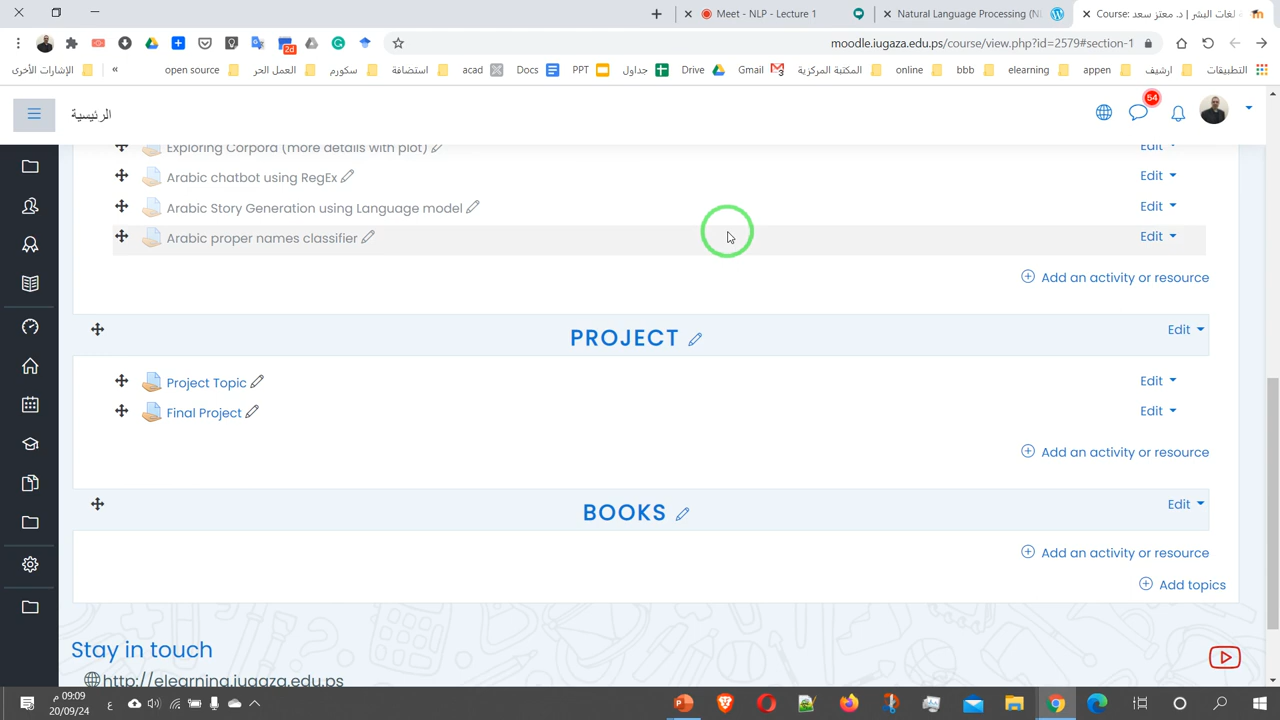 Meet - NLP - Lecture 1
Natural Language Processing (NL
Course: لغات البشر | د. معتز سعد
moodle.iugaza.edu.ps/course/view.php?id=2579#section-1
2d
الإشارات الأخرى
«
open source
العمل الحر
سكورم
استضافة
acad
Docs
PPT
جداول
Drive
Gmail
المكتبة المركزية
online
bbb
elearning
appen
ارشيف
التطبيقات
الرئيسية
54
Exploring Corpora (more details with plot)
Edit
Arabic chatbot using RegEx
Edit
Arabic Story Generation using Language model
Edit
Arabic proper names classifier
Edit
Add an activity or resource
PROJECT
Edit
Project Topic
Edit
Final Project
Edit
Add an activity or resource
BOOKS
Edit
Add an activity or resource
Add topics
Stay in touch
http://elearning.iugaza.edu.ps
09:09 م
20/09/24
ع